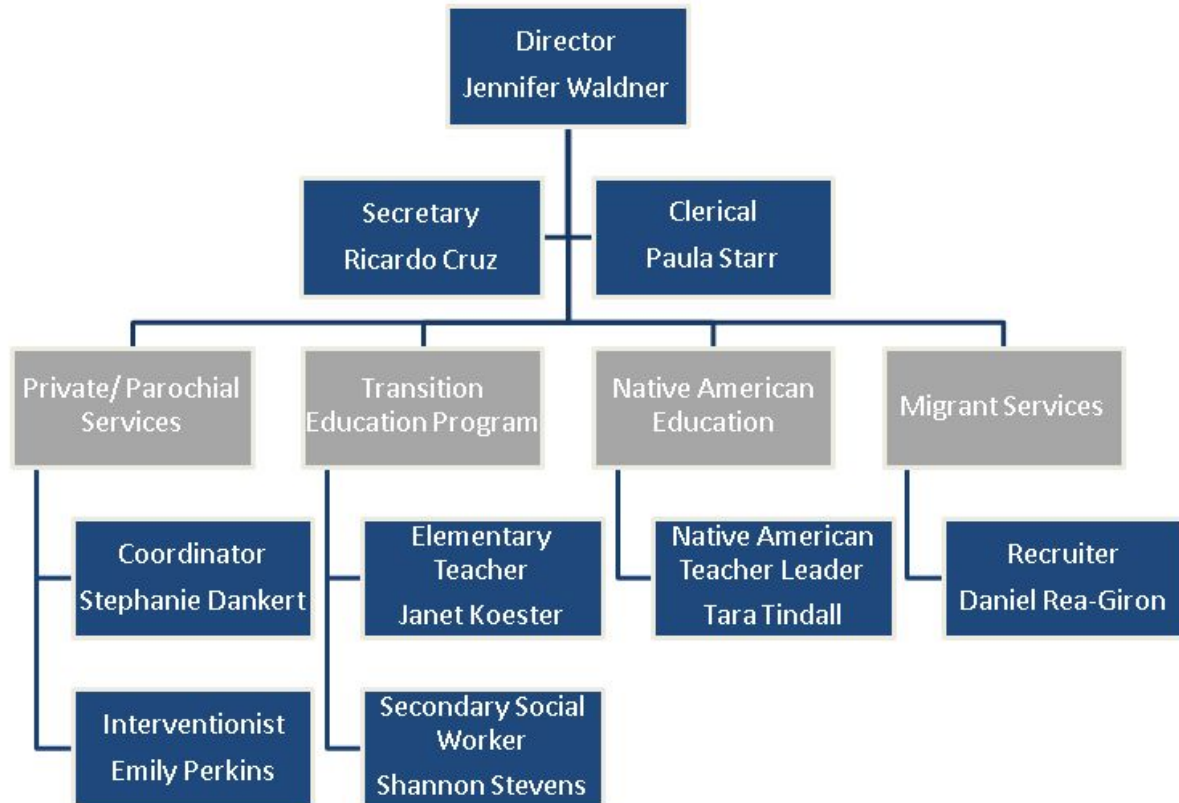 Director
Jennifer Waldner
Secretary
Ricardo Cruz
Clerical
Paula Starr
Private/ Parochial
Services
Transition
Education Program
Native American
Education
Migrant Services
Coordinator
Stephanie Dankert
Elementary
Teacher
Janet Koester
Native American
Teacher Leader
Tara Tindall
Recruiter
Daniel Rea-Giron
Interventionist
Emily Perkins
Secondary Social
Worker
Shannon Stevens